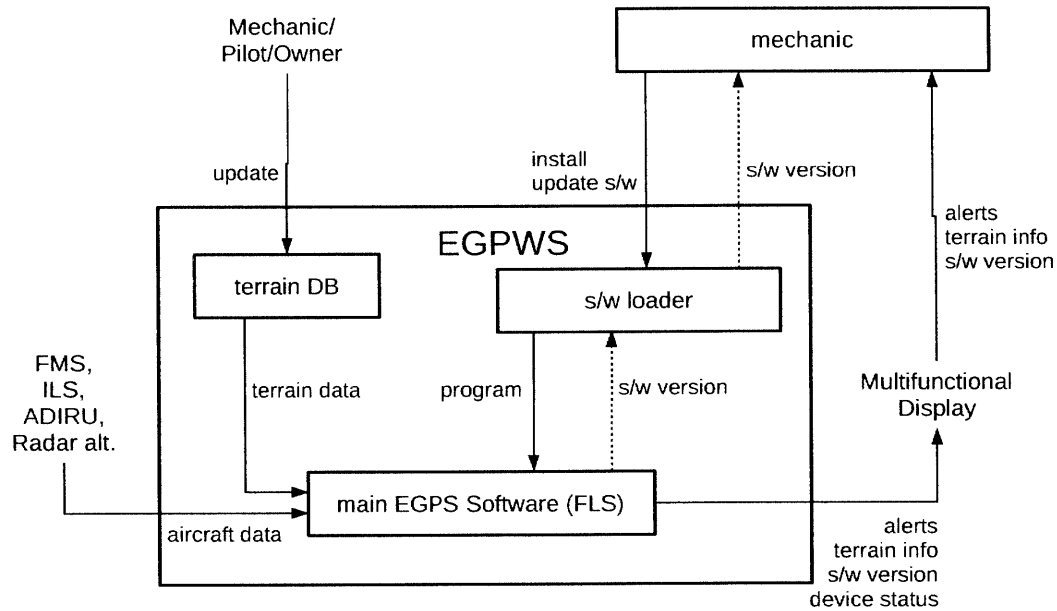 Mechanic/
Pilot/Owner
mechanic
update
install
update s/w
s/w version
alerts
terrain info
s/w version
EGPWS
terrain DB
s/w loader
FMS,
ILS,
ADIRU,
Radar alt.
terrain data
program
s/w version
Multifunctional
Display
main EGPS Software (FLS)
aircraft data
alerts
terrain info
s/w version
device status